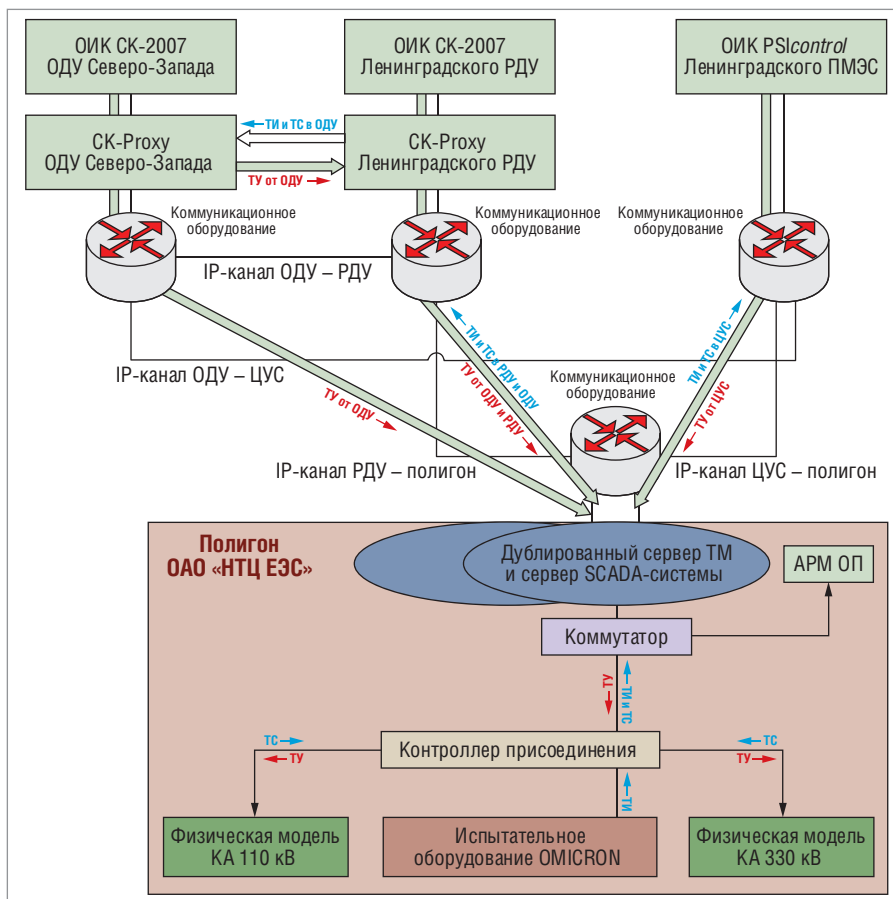 ОИК СК-2007
ОДУ Северо-Запада
ОИК СК-2007
Ленинградского РДУ
ОИК PSIcontrol
Ленинградского ПМЭС
ТИ и ТС в ОДУ
СК-Proxy
ОДУ Северо-Запада
СК-Proxy
Ленинградского РДУ
ТУ от ОДУ
Коммуникационное
оборудование
Коммуникационное
оборудование
Коммуникационное
оборудование
IP-канал ОДУ – РДУ
IP-канал ОДУ – ЦУС
ТУ от ОДУ
ТИ и ТС в РДУ и ОДУ
ТУ от ОДУ и РДУ
Коммуникационное
оборудование
ТИ и ТС в ЦУС
ТУ от ЦУС
IP-канал РДУ – полигон
IP-канал ЦУС – полигон
Полигон
ОАО «НТЦ ЕЭС»
Дублированный сервер ТМ
и сервер SCADA-системы
АРМ ОП
Коммутатор
ТУ
ТИ и ТС
ТС
ТУ
Контроллер присоединения
ТС
ТУ
ТИ
Физическая модель
КА 110 кВ
Испытательное
оборудование OMICRON
Физическая модель
КА 330 кВ